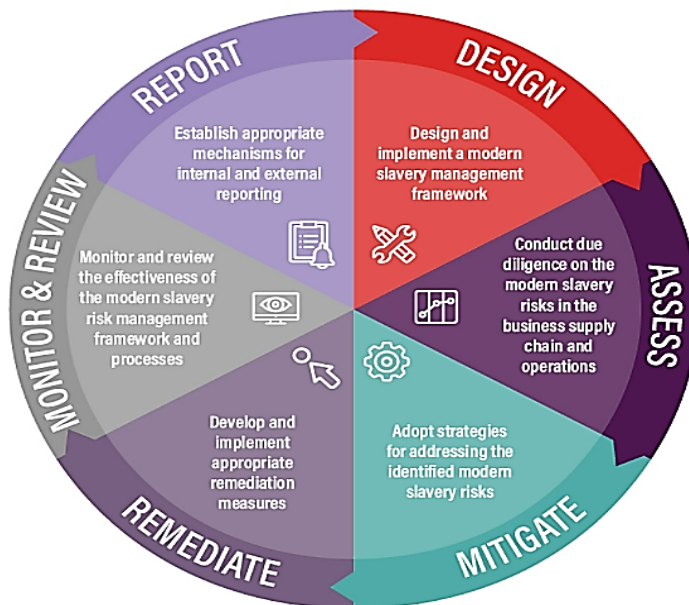 REPORT
Establish appropriate
mechanisms for
internal and external
reporting
DESIGN
Design and
implement a modern
slavery management
framework
ASSESS
Conduct due
diligence on the
modern slavery
risks in the
business supply
chain and
operations
MITIGATE
Adopt strategies
for addressing the
identified modern
slavery risks
REMEDIATE
Develop and
implement
appropriate
remediation
measures
MONITOR & REVIEW
Monitor and review
the effectiveness of
the modern slavery
risk management
framework and
processes